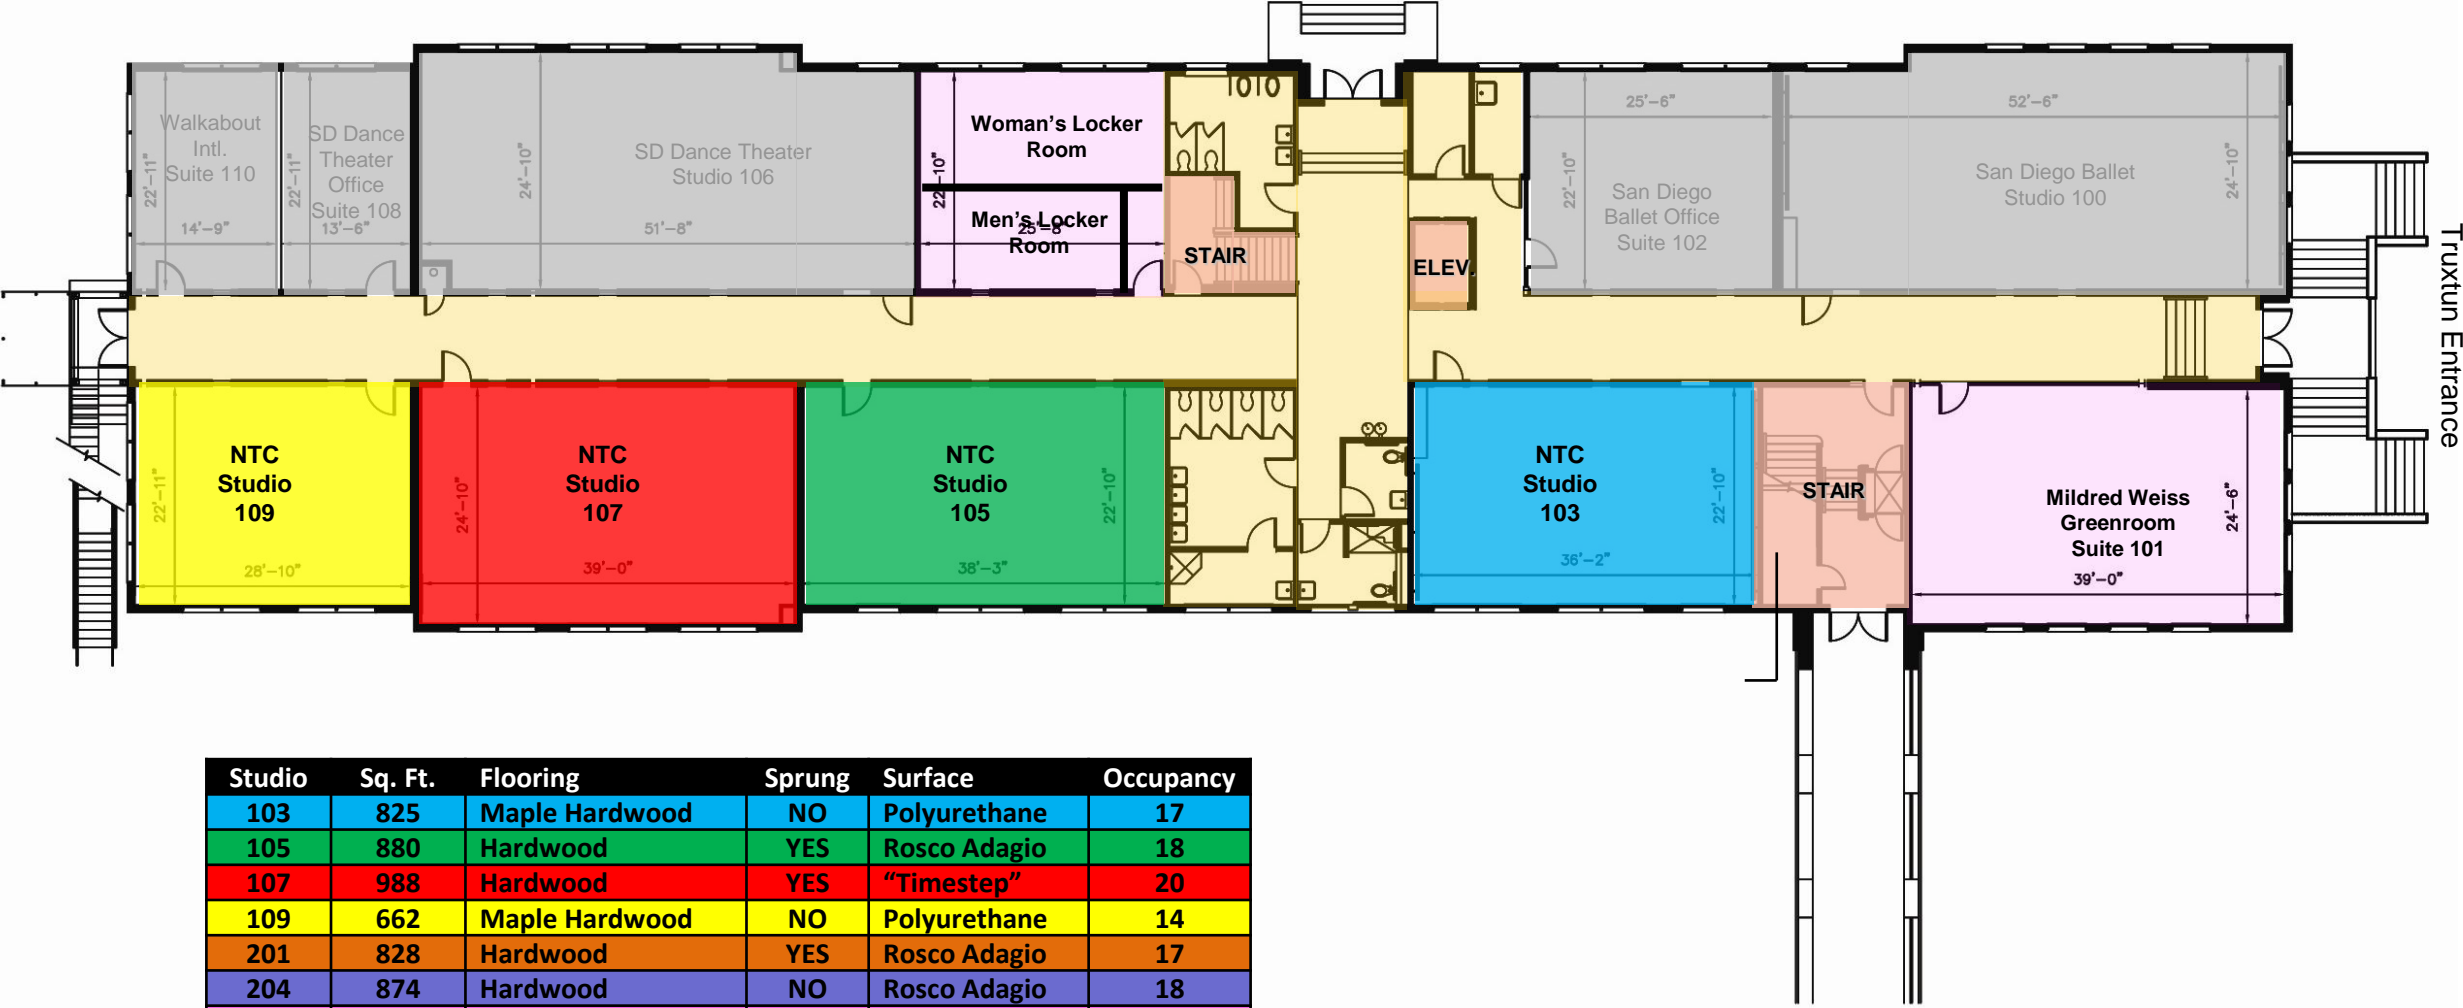 Walkabout
Intl.
Suite 110
22'-11"
14'-9"
SD Dance
Theater
Office
Suite 108
22'-11"
13'-6"
SD Dance Theater
Studio 106
24'-10"
51'-8"
Woman's Locker
Room
22'-10"
Men's Locker
Room
25'-8"
STAIR
ELEV.
25'-6"
San Diego
Ballet Office
Suite 102
22'-10"
52'-6"
San Diego Ballet
Studio 100
24'-10"
Truxtun Entrance
NTC
Studio
109
22'-11"
28'-10"
NTC
Studio
107
24'-10"
39'-0"
NTC
Studio
105
22'-10"
38'-3"
NTC
Studio
103
22'-10"
36'-2"
STAIR
Mildred Weiss
Greenroom
Suite 101
24'-6"
39'-0"
Studio Sq. Ft. Flooring Sprung Surface Occupancy
103 825 Maple Hardwood NO Polyurethane 17
105 880 Hardwood YES Rosco Adagio 18
107 988 Hardwood YES “Timestep” 20
109 662 Maple Hardwood NO Polyurethane 14
201 828 Hardwood YES Rosco Adagio 17
204 874 Hardwood NO Rosco Adagio 18